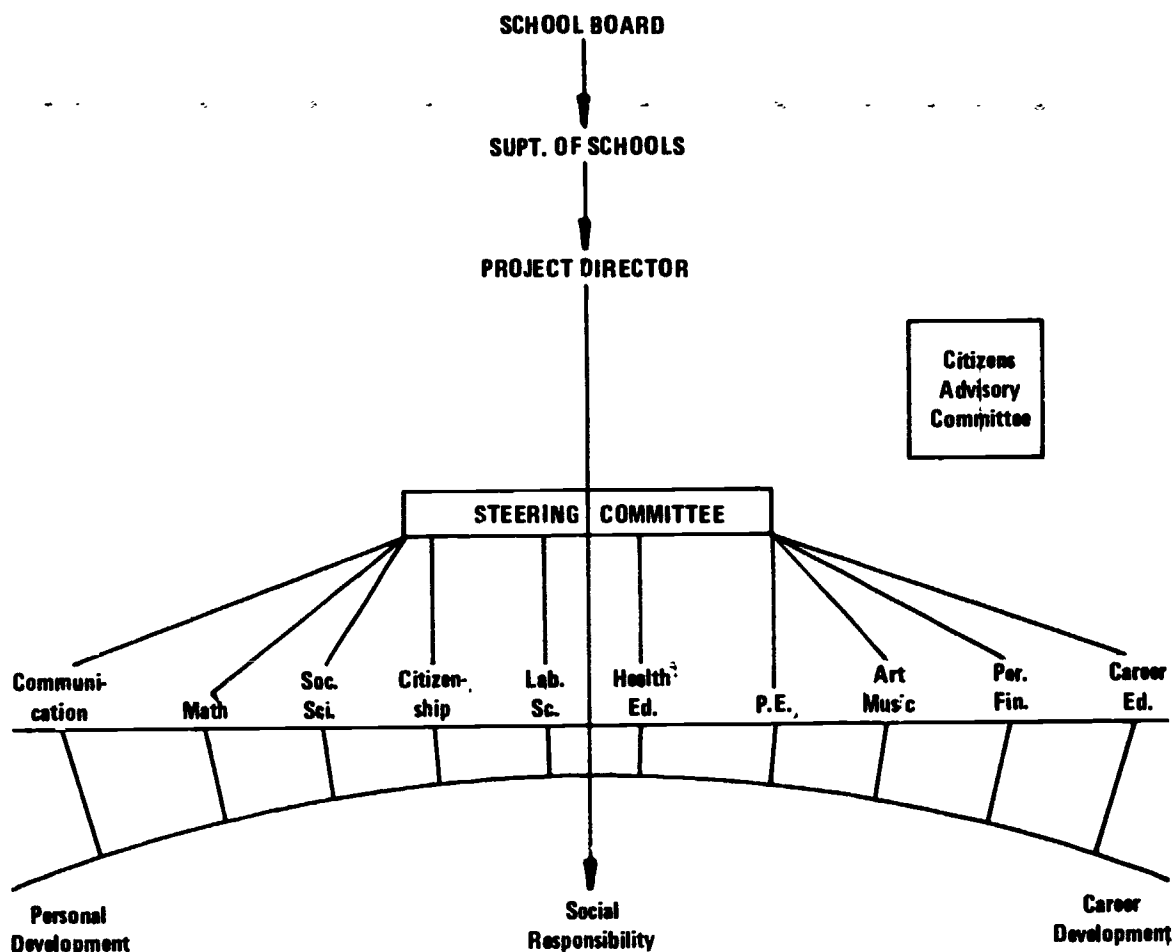 SCHOOL BOARD
SUPT. OF SCHOOLS
PROJECT DIRECTOR
Citizens
Advisory
Committee
STEERING COMMITTEE
Communi-
cation
Math
Soc.
Sci.
Citizen-
ship
Lab.
Sc.
Health
Ed.
P.E.
Art
Music
Per.
Fin.
Career
Ed.
Personal
Development
Social
Responsibility
Career
Development